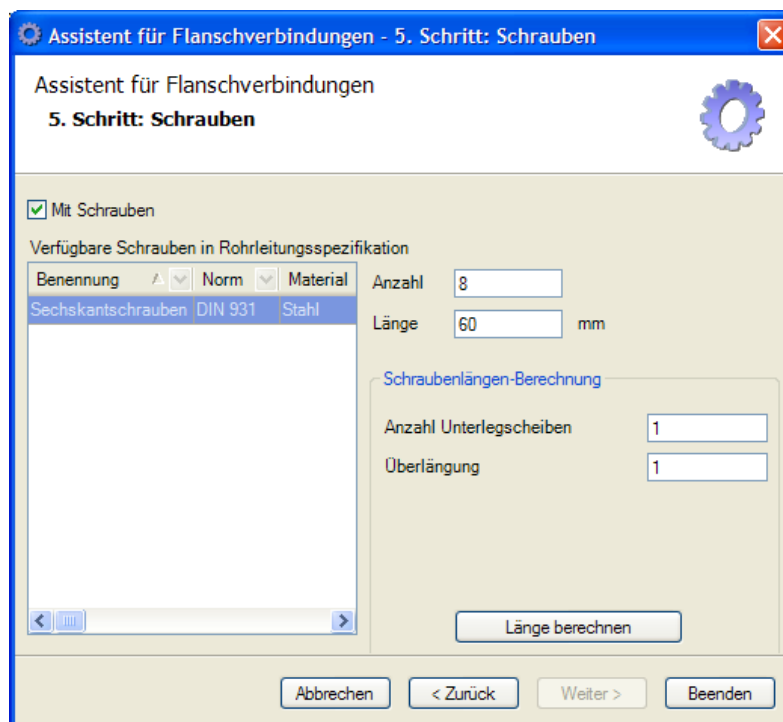 Assistent für Flanschverbindungen - 5. Schritt: Schrauben
Assistent für Flanschverbindungen
5. Schritt: Schrauben
Mit Schrauben
Verfügbare Schrauben in Rohrleitungsspezifikation
Benennung Norm Material
Sechskantschrauben DIN 931 Stahl
Anzahl 8
Länge 60 mm
Schraubenlängen-Berechnung
Anzahl Unterlegscheiben 1
Überlängung 1
Länge berechnen
Abbrechen < Zurück Weiter > Beenden